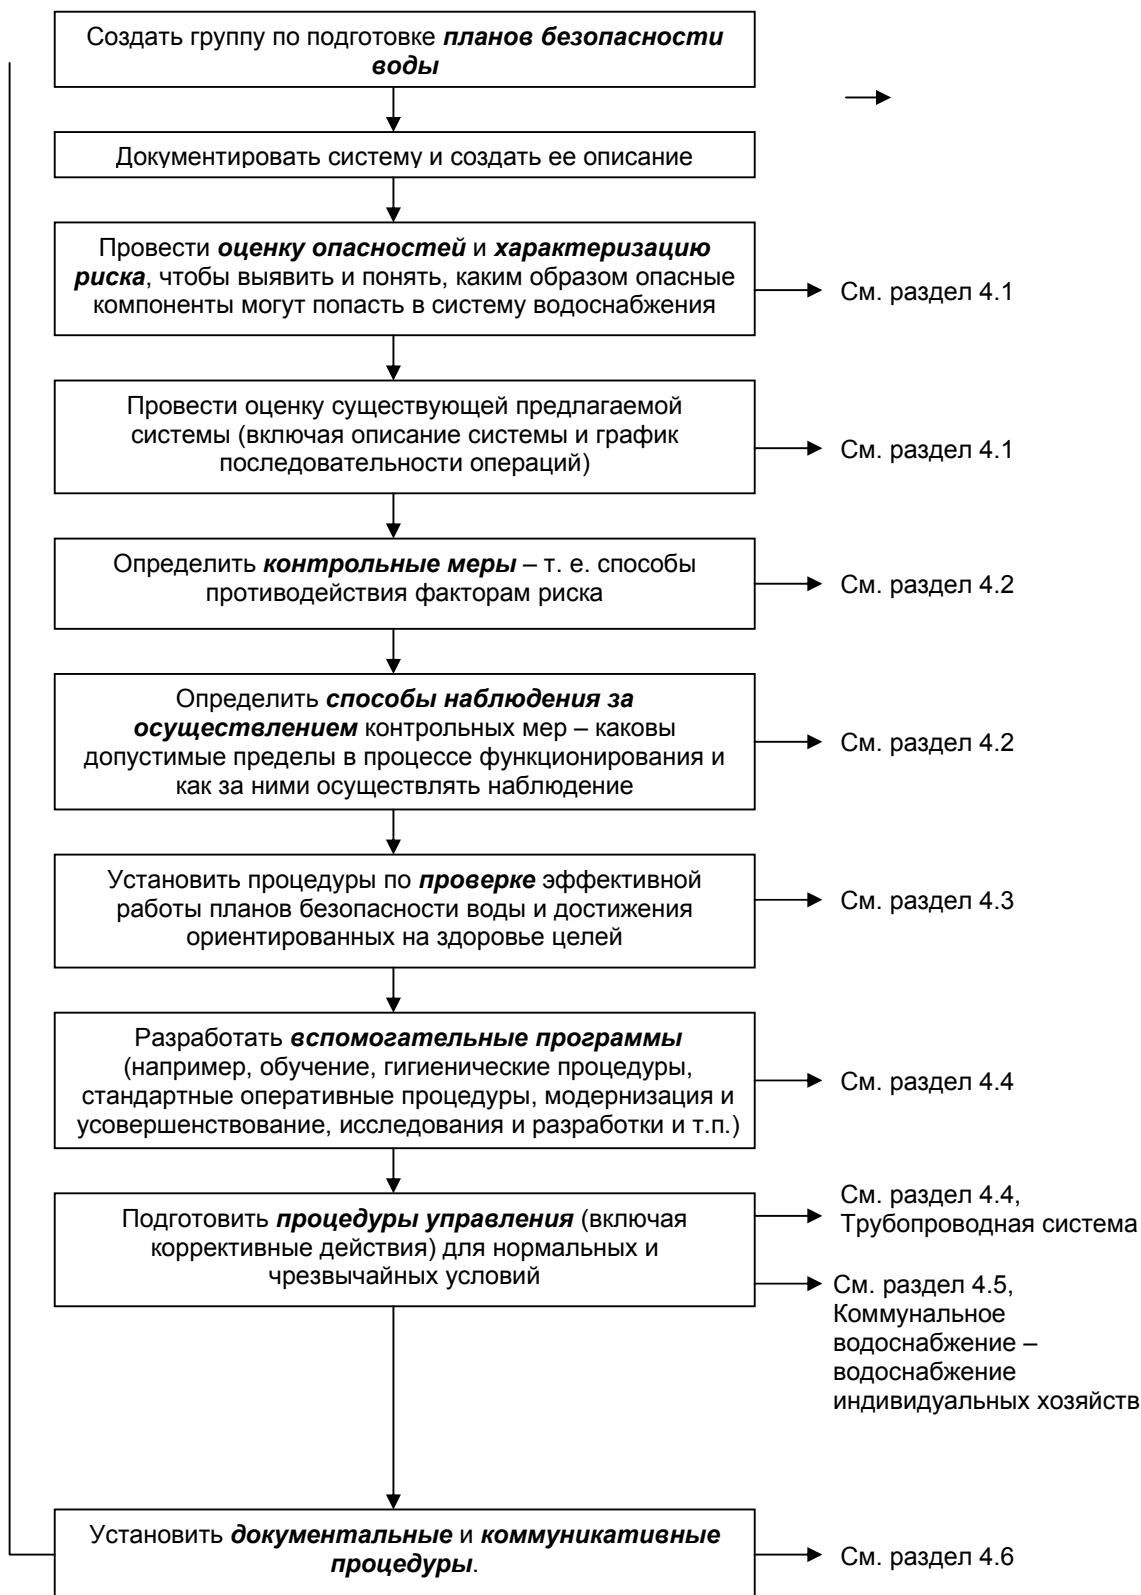 Создать группу по подготовке планов безопасности
воды
Документировать систему и создать ее описание
Провести оценку опасностей и характеризацию
риска, чтобы выявить и понять, каким образом опасные
компоненты могут попасть в систему водоснабжения
См. раздел 4.1
Провести оценку существующей предлагаемой
системы (включая описание системы и график
последовательности операций)
См. раздел 4.1
Определить контрольные меры – т. е. способы
противодействия факторам риска
См. раздел 4.2
Определить способы наблюдения за
осуществлением контрольных мер – каковы
допустимые пределы в процессе функционирования и
как за ними осуществлять наблюдение
См. раздел 4.2
Установить процедуры по проверке эффективной
работы планов безопасности воды и достижения
ориентированных на здоровье целей
См. раздел 4.3
Разработать вспомогательные программы
(например, обучение, гигиенические процедуры,
стандартные оперативные процедуры, модернизация и
усовершенствование, исследования и разработки и т.п.)
См. раздел 4.4
Подготовить процедуры управления (включая
коррективные действия) для нормальных и
чрезвычайных условий
См. раздел 4.4,
Трубопроводная система
См. раздел 4.5,
Коммунальное
водоснабжение –
водоснабжение
индивидуальных хозяйств
Установить документальные и коммуникативные
процедуры.
См. раздел 4.6